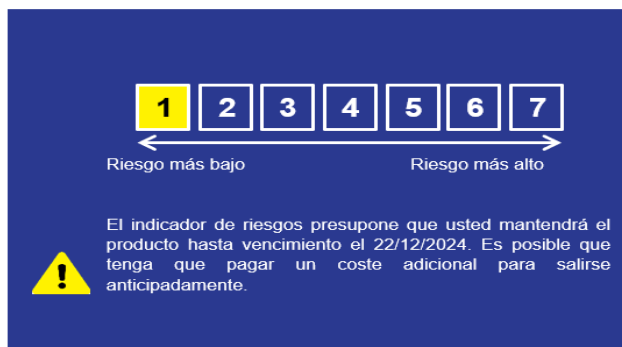 1 2 3 4 5 6 7
Riesgo más bajo Riesgo más alto
El indicador de riesgos presupone que usted mantendrá el
producto hasta vencimiento el 22/12/2024. Es posible que
tenga que pagar un coste adicional para salirse
anticipadamente.